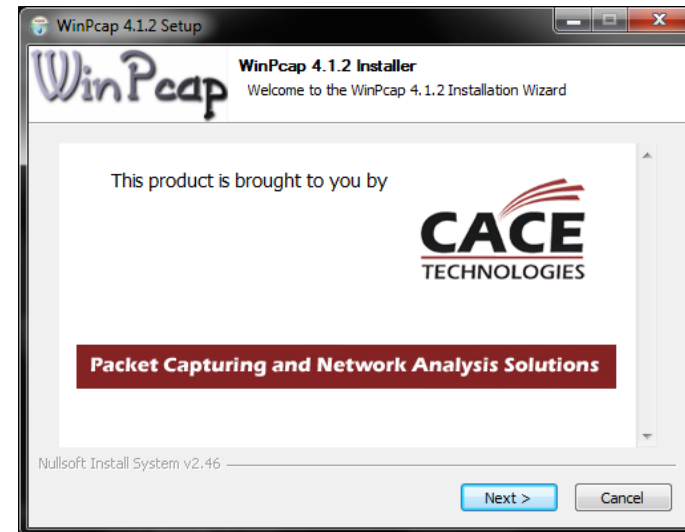 WinPcap 4.1.2 Setup
WinPcap
WinPcap 4.1.2 Installer
Welcome to the WinPcap 4.1.2 Installation Wizard
This product is brought to you by
CACE
TECHNOLOGIES
Packet Capturing and Network Analysis Solutions
Nullsoft Install System v2.46
Next >
Cancel